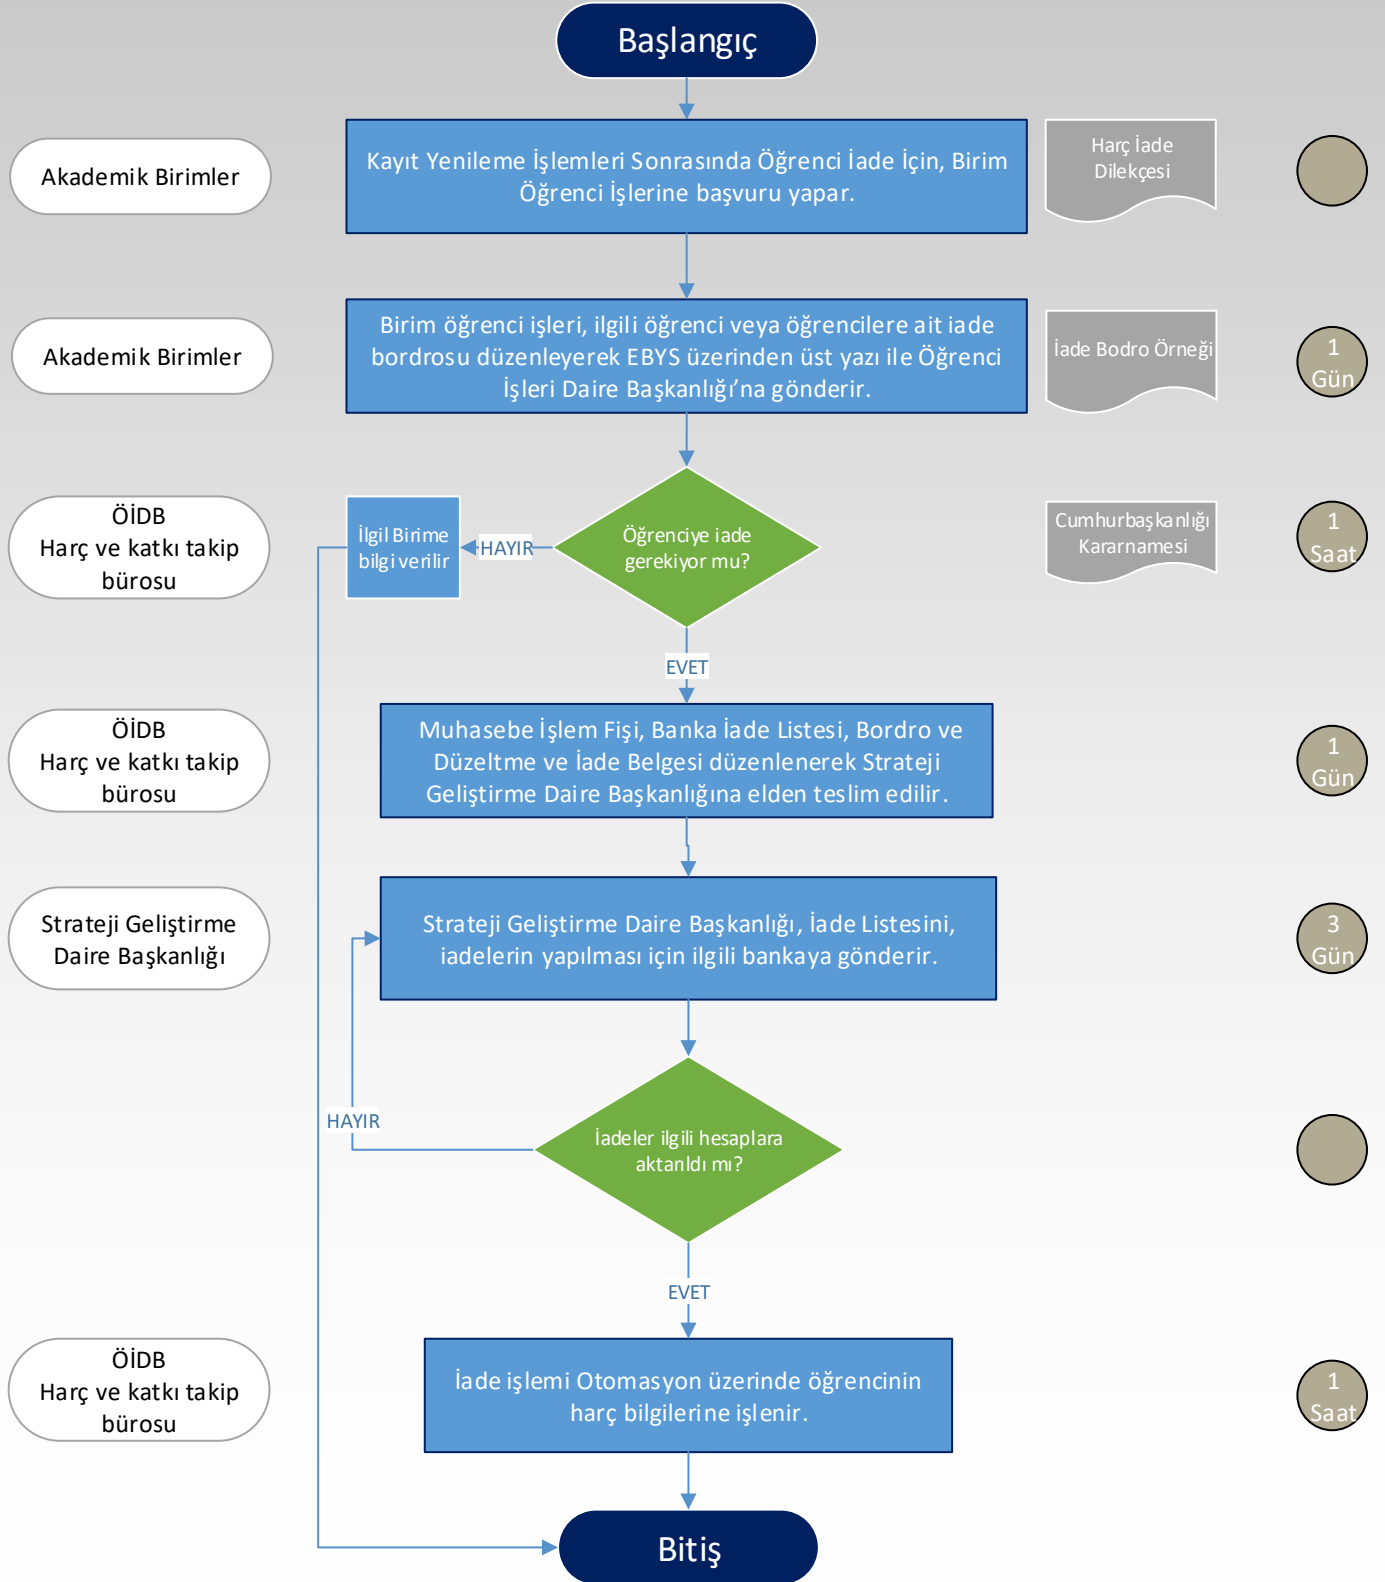 Başlangıç
Akademik Birimler
Kayıt Yenileme İşlemleri Sonrasında Öğrenci İade İçin, Birim
Öğrenci İşlerine başvuru yapar.
Harç İade
Dilekçesi
Akademik Birimler
Birim öğrenci işleri, ilgili öğrenci veya öğrencilere ait iade
bordrosu düzenleyerek EBYS üzerinden üst yazı ile Öğrenci
İşleri Daire Başkanlığı’na gönderir.
İade Bodro Örneği
1
Gün
ÖİDB
Harç ve katkı takip
bürosu
İlgil Birime
bilgi verilir
HAYIR
Öğrenciye iade
gerekiyor mu?
Cumhurbaşkanlığı
Kararnamesi
1
Saat
EVET
ÖİDB
Harç ve katkı takip
bürosu
Muhasebe İşlem Fişi, Banka İade Listesi, Bordro ve
Düzeltme ve İade Belgesi düzenlenerek Strateji
Geliştirme Daire Başkanlığına elden teslim edilir.
1
Gün
Strateji Geliştirme
Daire Başkanlığı
Strateji Geliştirme Daire Başkanlığı, İade Listesini,
iadelerin yapılması için ilgili bankaya gönderir.
3
Gün
HAYIR
İadeler ilgili hesaplara
aktarıldı mı?
EVET
ÖİDB
Harç ve katkı takip
bürosu
İade işlemi Otomasyon üzerinde öğrencinin
harç bilgilerine işlenir.
1
Saat
Bitiş